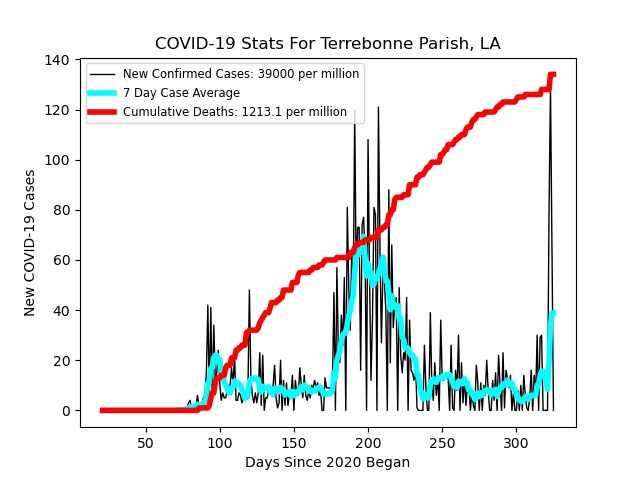 COVID-19 Stats For Terrebonne Parish, LA
New Confirmed Cases: 39000 per million
7 Day Case Average
Cumulative Deaths: 1213.1 per million
New COVID-19 Cases
140
120
100
80
60
40
20
0
50
100
150
200
250
300
Days Since 2020 Began